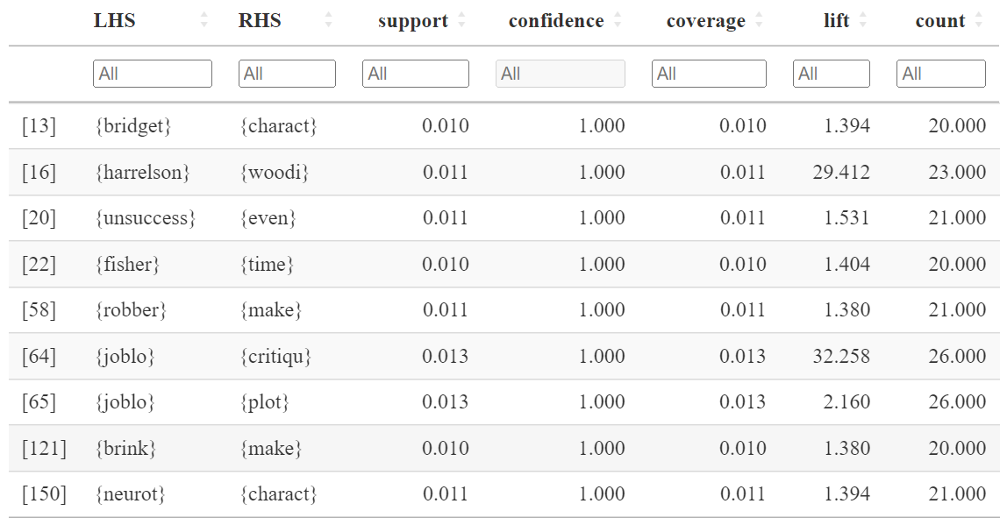 LHS RHS support confidence coverage lift count
All All All All All All All
[13] {bridget} {charact} 0.010 1.000 0.010 1.394 20.000
[16] {harrelson} {woodi} 0.011 1.000 0.011 29.412 23.000
[20] {unsuccess} {even} 0.011 1.000 0.011 1.531 21.000
[22] {fisher} {time} 0.010 1.000 0.010 1.404 20.000
[58] {robber} {make} 0.011 1.000 0.011 1.380 21.000
[64] {joblo} {critiqu} 0.013 1.000 0.013 32.258 26.000
[65] {joblo} {plot} 0.013 1.000 0.013 2.160 26.000
[121] {brink} {make} 0.010 1.000 0.010 1.380 20.000
[150] {neurot} {charact} 0.011 1.000 0.011 1.394 21.000